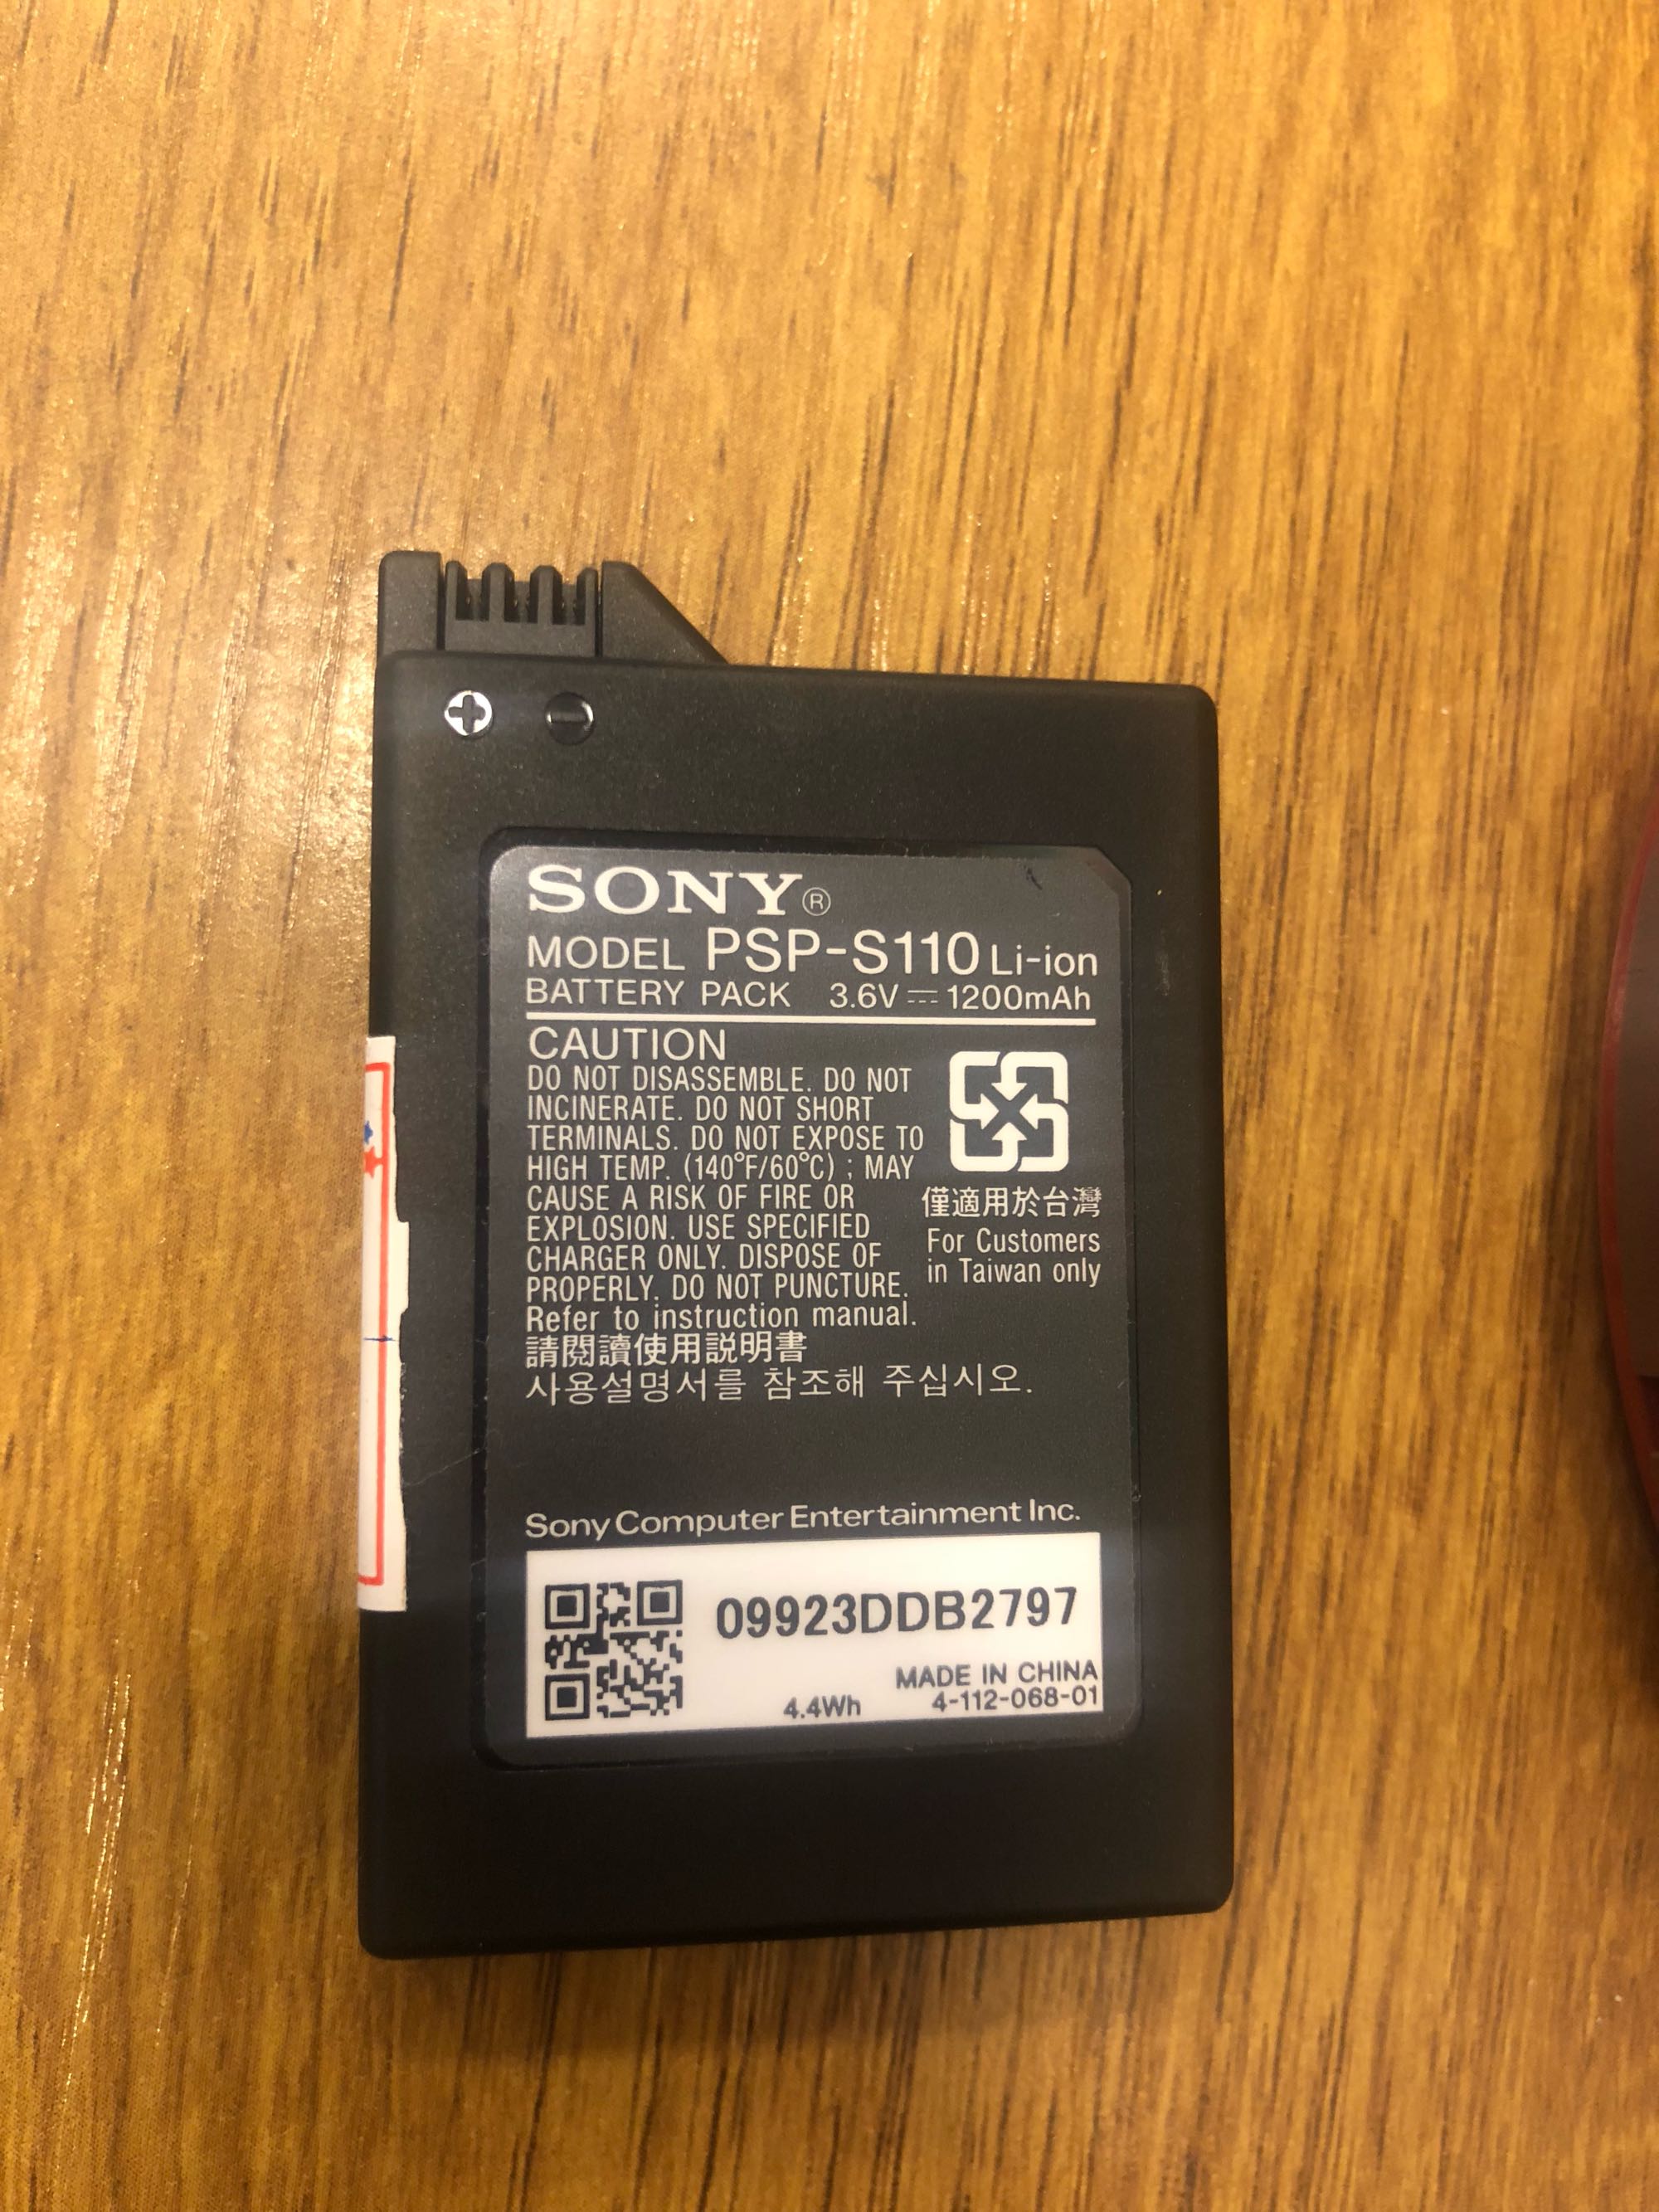 SONY®
MODEL PSP-S110 Li-ion
BATTERY PACK 3.6V ⎓ 1200mAh
CAUTION
DO NOT DISASSEMBLE. DO NOT
INCINERATE. DO NOT SHORT
TERMINALS. DO NOT EXPOSE TO
HIGH TEMP. (140°F/60°C) ; MAY
CAUSE A RISK OF FIRE OR
EXPLOSION. USE SPECIFIED
CHARGER ONLY. DISPOSE OF
PROPERLY. DO NOT PUNCTURE.
Refer to instruction manual.
請閱讀使用説明書
사용설명서를 참조해 주십시오.
僅適用於台灣
For Customers
in Taiwan only
Sony Computer Entertainment Inc.
09923DDB2797
MADE IN CHINA
4.4Wh 4-112-068-01